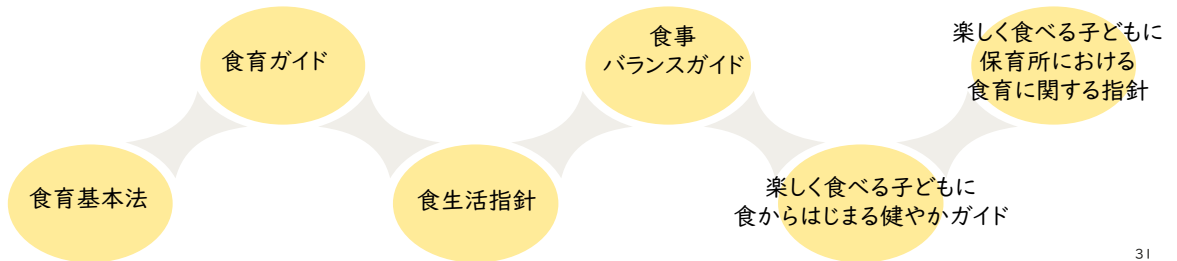 食育基本法
食育ガイド
食生活指針
食事
バランスガイド
楽しく食べる子どもに
食からはじまる健やかガイド
楽しく食べる子どもに
保育所における
食育に関する指針
31